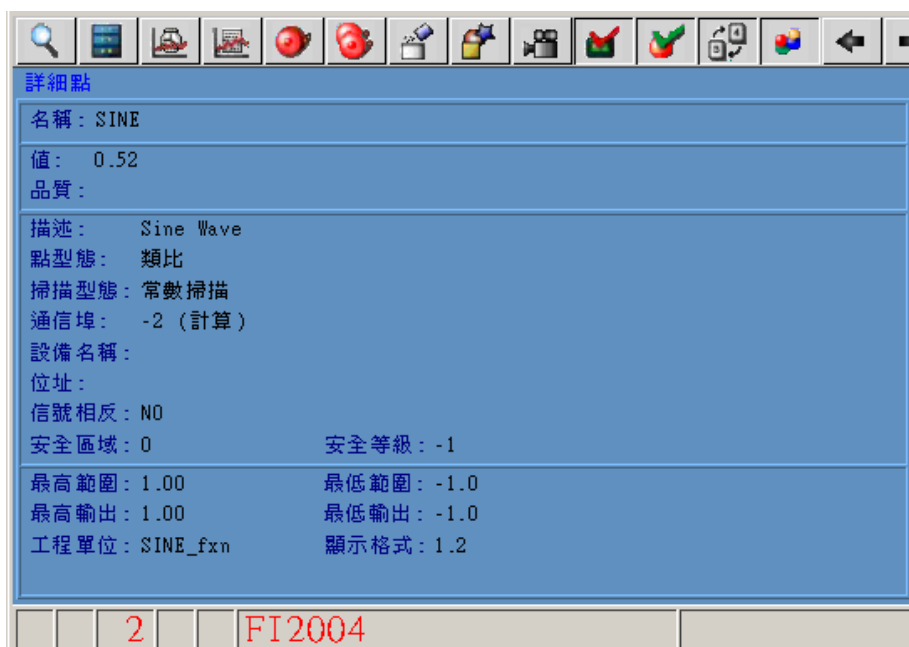 詳細點
名稱：SINE
值： 0.52
品質：
描述： Sine Wave
點型態： 類比
掃描型態：常數掃描
通信埠： -2 (計算)
設備名稱：
位址：
信號相反：NO
安全區域：0 安全等級：-1
最高範圍：1.00 最低範圍：-1.0
最高輸出：1.00 最低輸出：-1.0
工程單位：SINE_fxn 顯示格式：1.2
2 FI2004